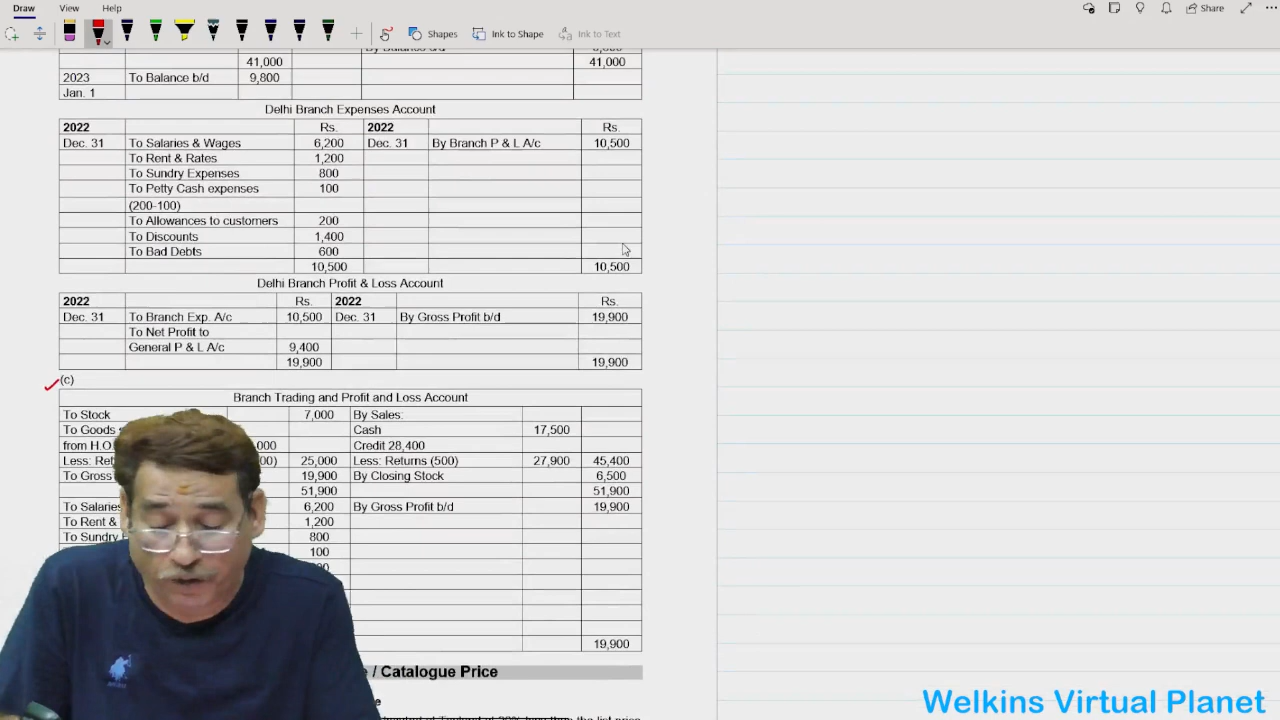 Draw View Help
Share
Shapes Ink to Shape Ink to Text
41,000 41,000
2023 To Balance b/d 9,800
Jan. 1
Delhi Branch Expenses Account
2022 Rs. 2022 Rs.
Dec. 31 To Salaries & Wages 6,200 Dec. 31 By Branch P & L A/c 10,500
To Rent & Rates 1,200
To Sundry Expenses 800
To Petty Cash expenses 100
(200-100)
To Allowances to customers 200
To Discounts 1,400
To Bad Debts 600
10,500 10,500
Delhi Branch Profit & Loss Account
2022 Rs. 2022 Rs.
Dec. 31 To Branch Exp. A/c 10,500 Dec. 31 By Gross Profit b/d 19,900
To Net Profit to
General P & L A/c 9,400
19,900 19,900
(c)
Branch Trading and Profit and Loss Account
To Stock 7,000 By Sales:
To Goods Cash 17,500
from H.O 000 Credit 28,400
Less: Ret 00) 25,000 Less: Returns (500) 27,900 45,400
To Gross 19,900 By Closing Stock 6,500
51,900 51,900
To Salaries 6,200 By Gross Profit b/d 19,900
To Rent & 1,200
To Sundry 800
100
19,900
/ Catalogue Price
Welkins Virtual Planet